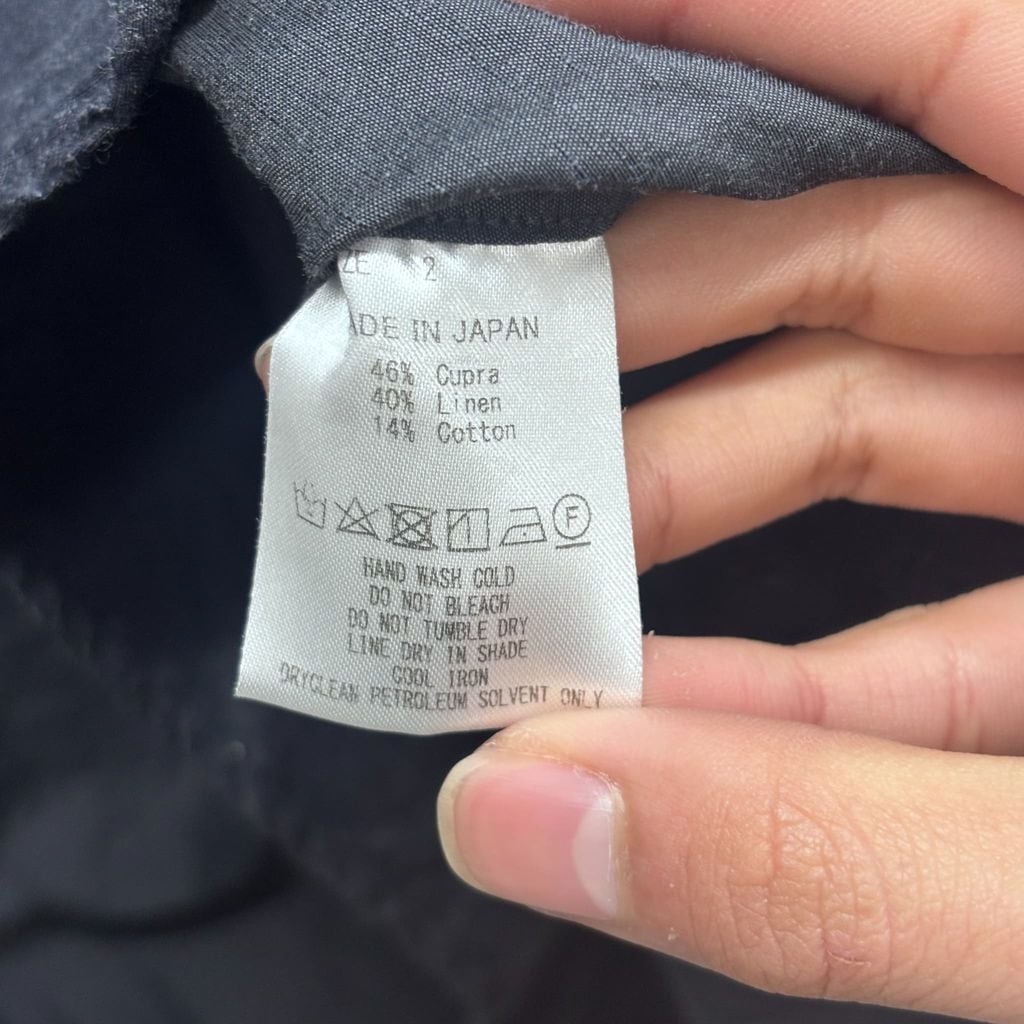 ZE 2
ADE IN JAPAN
46% Cupra
40% Linen
14% Cotton
F
HAND WASH COLD
DO NOT BLEACH
DO NOT TUMBLE DRY
LINE DRY IN SHADE
COOL IRON
DRYCLEAN PETROLEUM SOLVENT ONLY